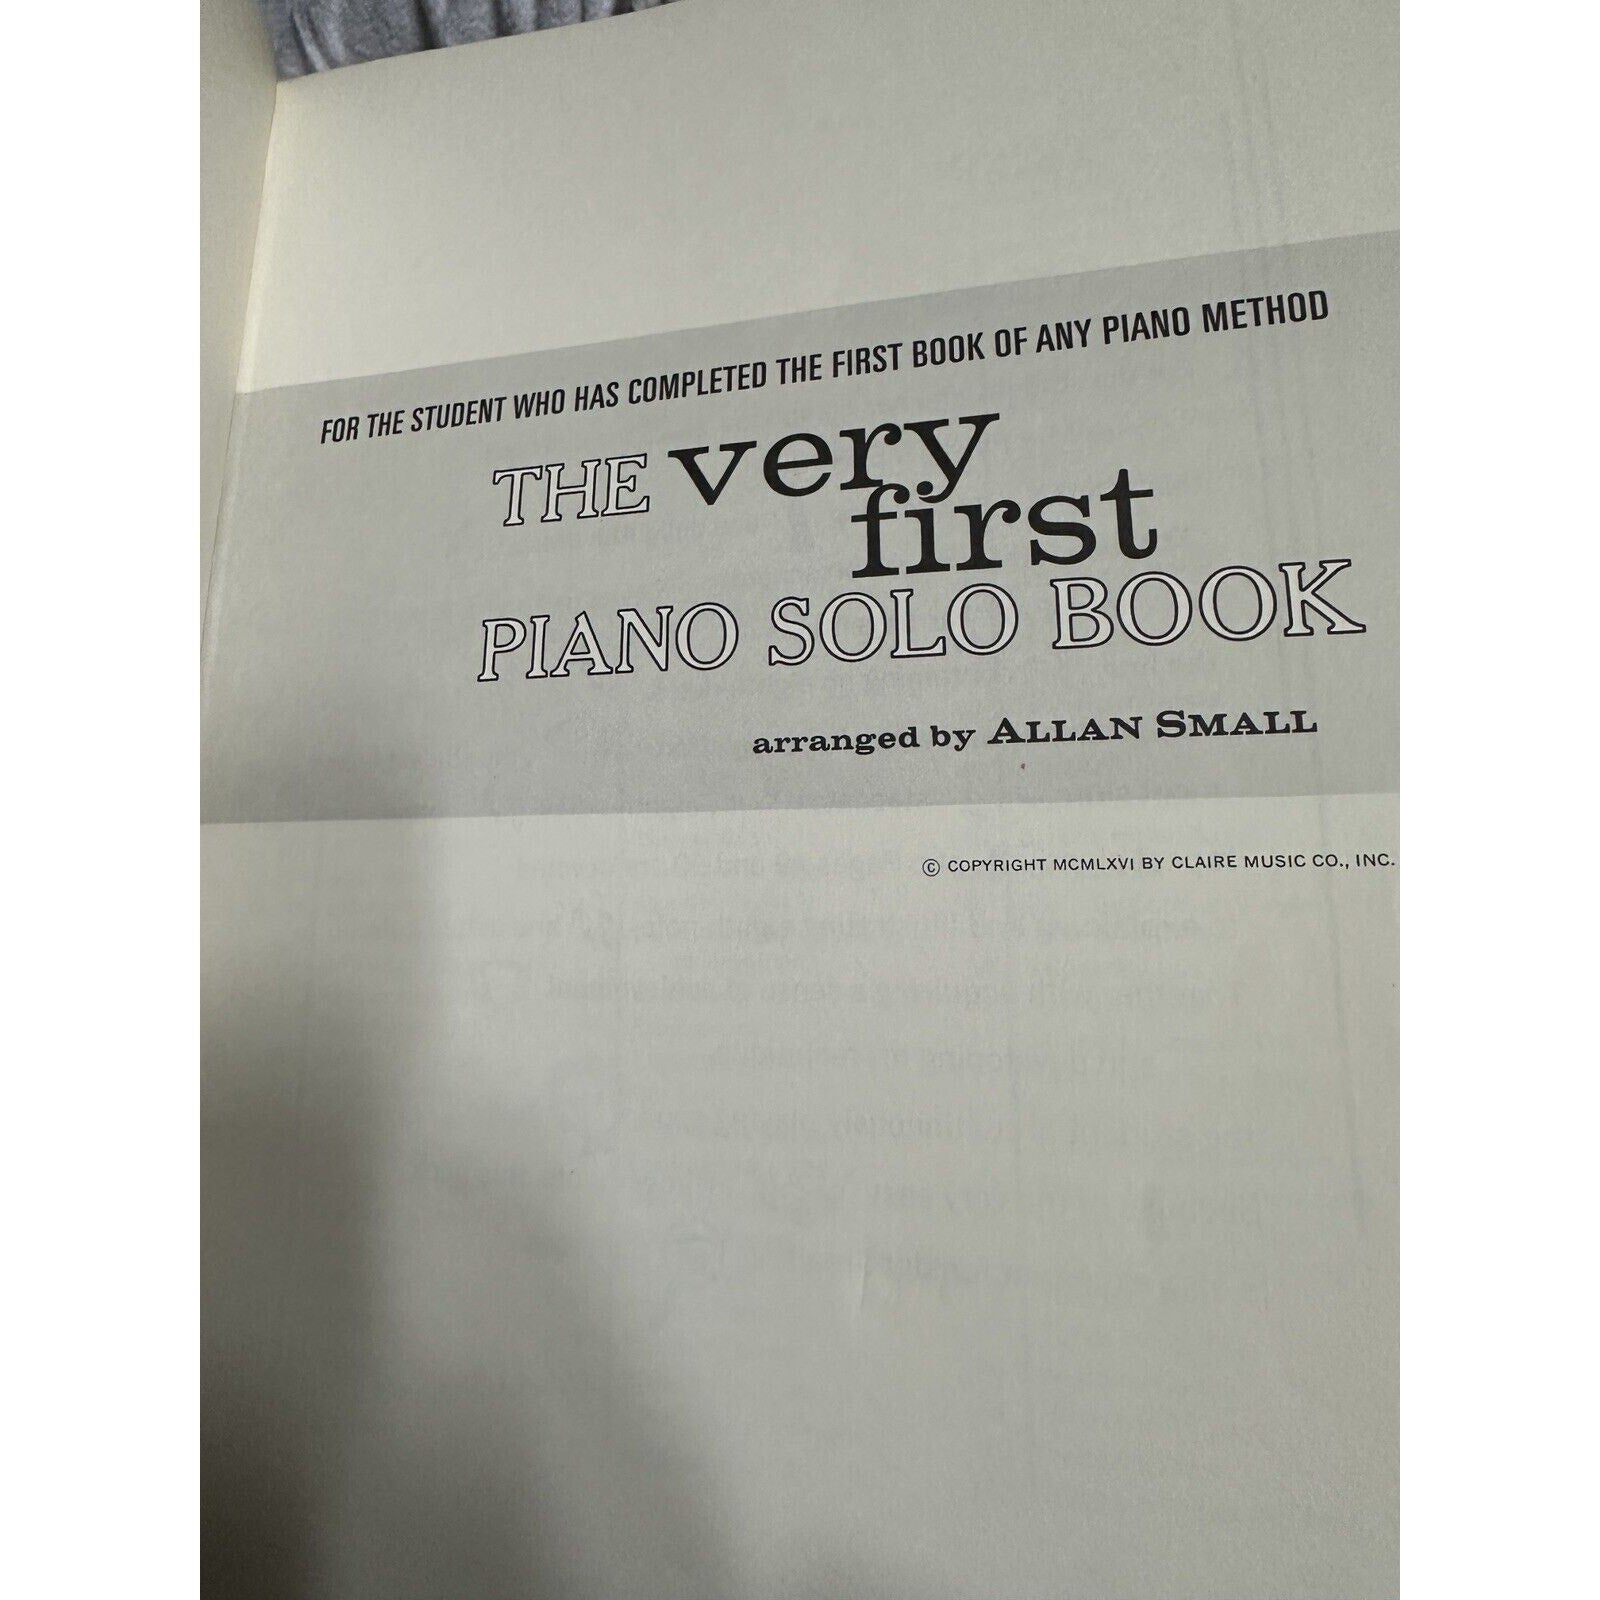 FOR THE STUDENT WHO HAS COMPLETED THE FIRST BOOK OF ANY PIANO METHOD
THE very
first
PIANO SOLO BOOK
arranged by ALLAN SMALL
© COPYRIGHT MCMLXVI BY CLAIRE MUSIC CO., INC.